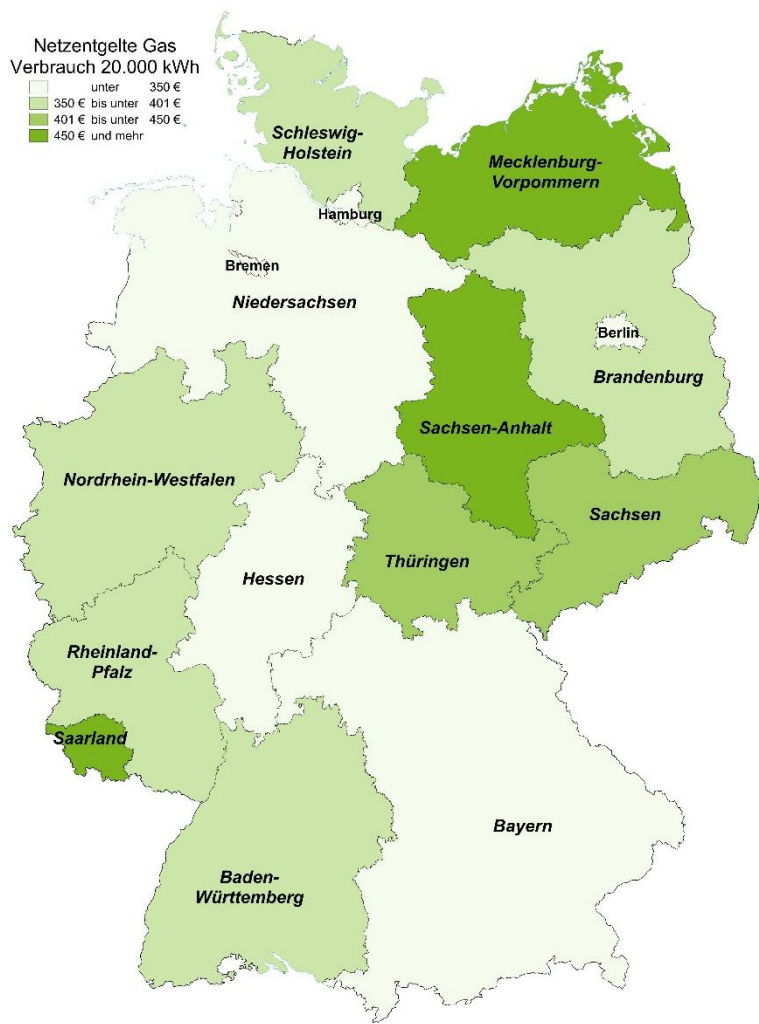 Netzentgelte Gas
Verbrauch 20.000 kWh
unter 350 €
350 € bis unter 401 €
401 € bis unter 450 €
450 € und mehr
Schleswig-
Holstein
Mecklenburg-
Vorpommern
Hamburg
Bremen
Niedersachsen
Berlin
Brandenburg
Sachsen-Anhalt
Nordrhein-Westfalen
Sachsen
Thüringen
Hessen
Rheinland-
Pfalz
Saarland
Bayern
Baden-
Württemberg